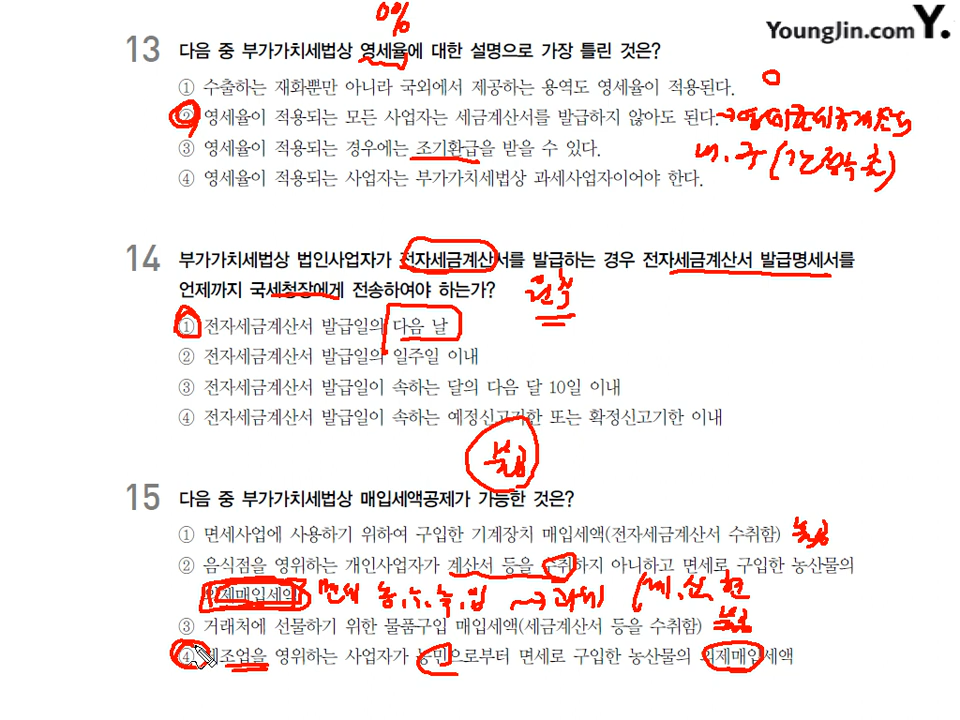 YoungJin.com Y.
0%
13 다음 중 부가가치세법상 영세율에 대한 설명으로 가장 틀린 것은?
① 수출하는 재화뿐만 아니라 국외에서 제공하는 용역도 영세율이 적용된다.
② 영세율이 적용되는 모든 사업자는 세금계산서를 발급하지 않아도 된다.
③ 영세율이 적용되는 경우에는 조기환급을 받을 수 있다.
④ 영세율이 적용되는 사업자는 부가가치세법상 과세사업자이어야 한다.
14 부가가치세법상 법인사업자가 전자세금계산서를 발급하는 경우 전자세금계산서 발급명세서를
언제까지 국세청장에게 전송하여야 하는가?
원칙
① 전자세금계산서 발급일의 다음 날
② 전자세금계산서 발급일의 일주일 이내
③ 전자세금계산서 발급일이 속하는 달의 다음 달 10일 이내
④ 전자세금계산서 발급일이 속하는 예정신고기한 또는 확정신고기한 이내
불공
15 다음 중 부가가치세법상 매입세액공제가 가능한 것은?
① 면세사업에 사용하기 위하여 구입한 기계장치 매입세액(전자세금계산서 수취함) 불공
② 음식점을 영위하는 개인사업자가 계산서 등을 수취하지 아니하고 면세로 구입한 농산물의
의제매입세액 면세 농.수.축.임 → 과세
③ 거래처에 선물하기 위한 물품구입 매입세액(세금계산서 등을 수취함) 불공
④ 제조업을 영위하는 사업자가 농민으로부터 면세로 구입한 농산물의 의제매입세액